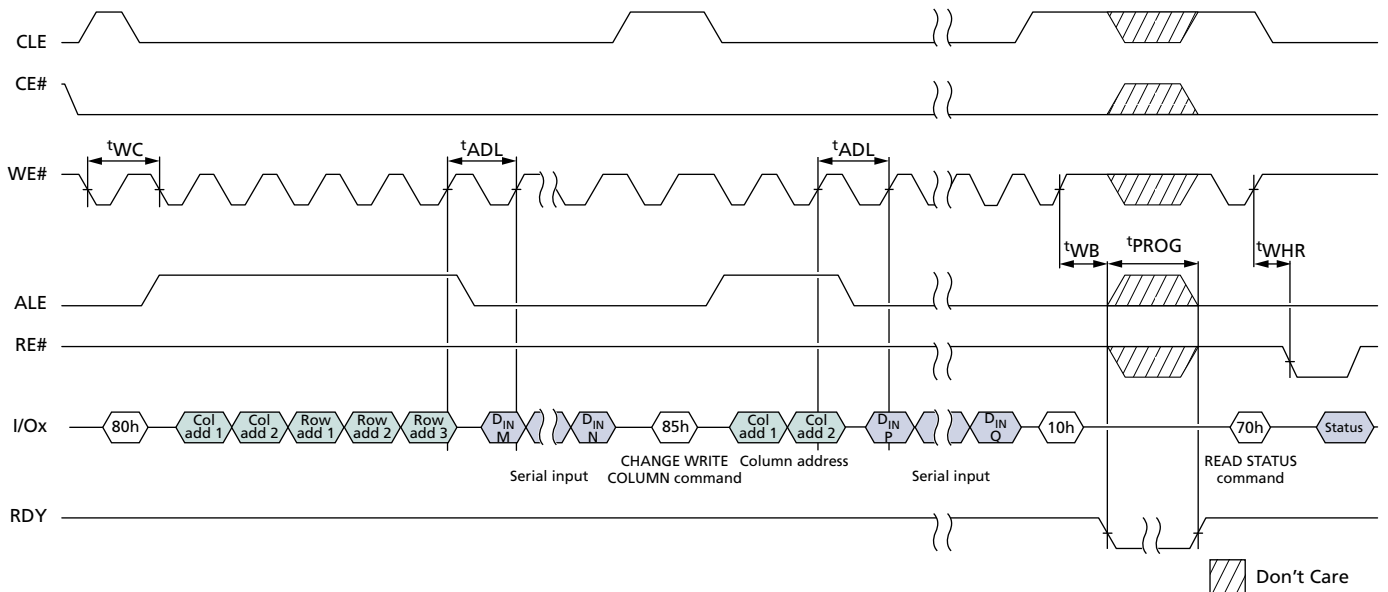 CLE
CE#
tWC
tADL
tADL
WE#
tWB
tPROG
tWHR
ALE
RE#
I/Ox
80h
Col add 1
Col add 2
Row add 1
Row add 2
Row add 3
DIN M
DIN N
85h
Col add 1
Col add 2
DIN P
DIN Q
10h
70h
Status
Serial input
CHANGE WRITE
COLUMN command
Column address
Serial input
READ STATUS
command
RDY
Don't Care